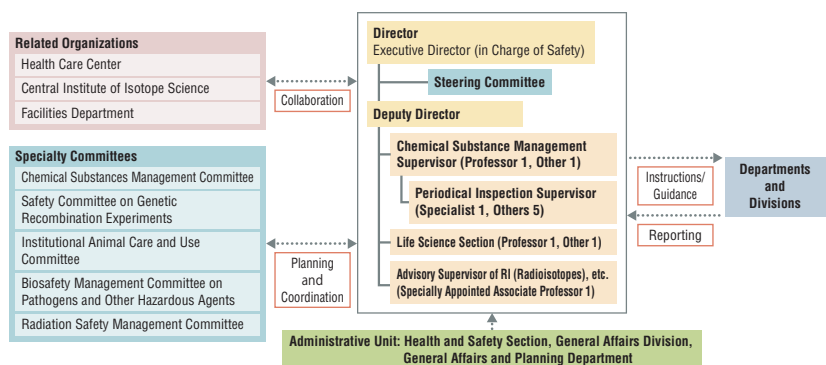 Related Organizations
Health Care Center
Central Institute of Isotope Science
Facilities Department
Specialty Committees
Chemical Substances Management Committee
Safety Committee on Genetic
Recombination Experiments
Institutional Animal Care and Use
Committee
Biosafety Management Committee on
Pathogens and Other Hazardous Agents
Radiation Safety Management Committee
Collaboration
Planning
and
Coordination
Director
Executive Director (in Charge of Safety)
Steering Committee
Deputy Director
Chemical Substance Management
Supervisor (Professor 1, Other 1)
Periodical Inspection Supervisor
(Specialist 1, Others 5)
Life Science Section (Professor 1, Other 1)
Advisory Supervisor of RI (Radioisotopes), etc.
(Specially Appointed Associate Professor 1)
Instructions/
Guidance
Reporting
Departments
and
Divisions
Administrative Unit: Health and Safety Section, General Affairs Division,
General Affairs and Planning Department